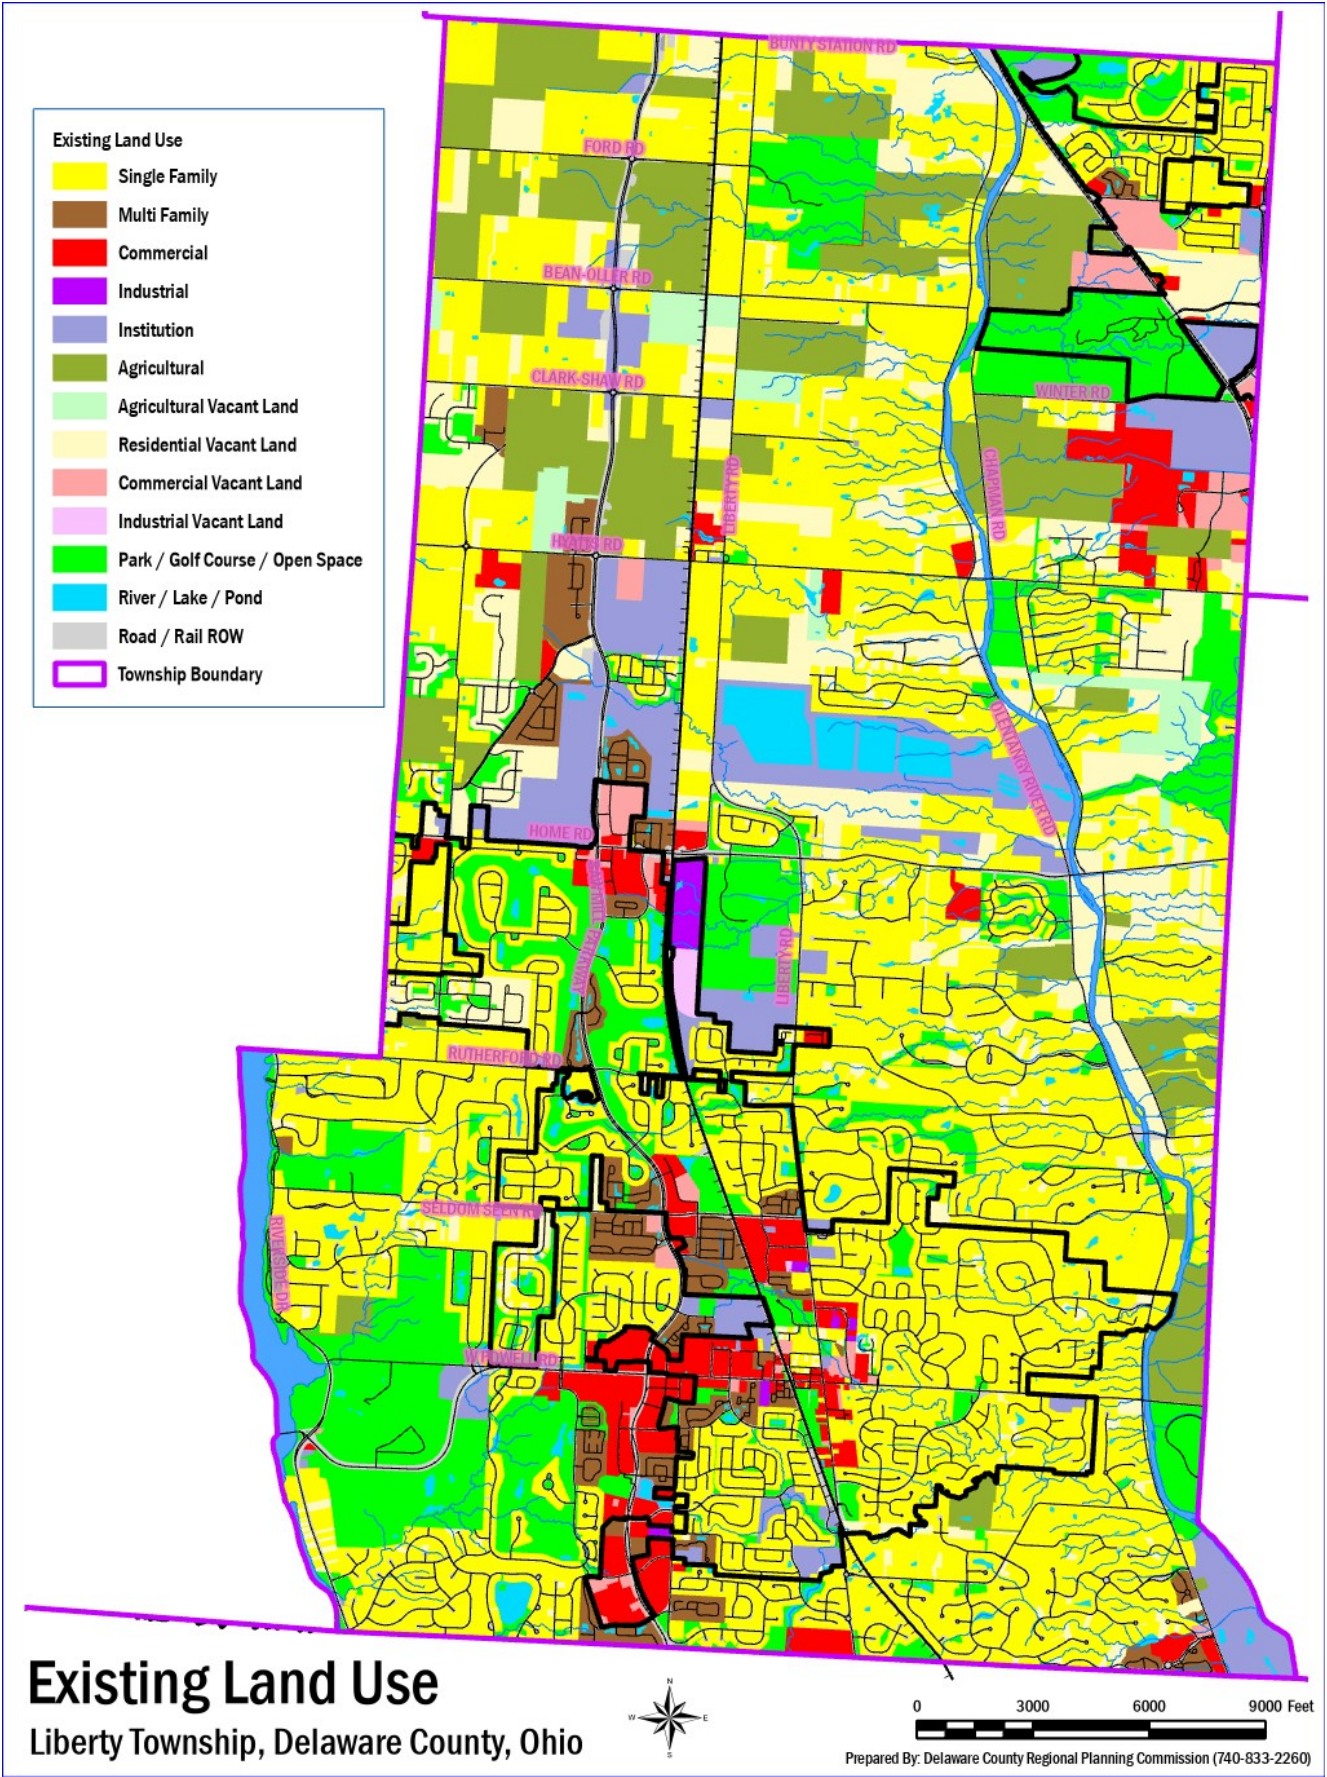 BUNTY STATION RD
Existing Land Use
Single Family
Multi Family
Commercial
Industrial
Institution
Agricultural
Agricultural Vacant Land
Residential Vacant Land
Commercial Vacant Land
Industrial Vacant Land
Park / Golf Course / Open Space
River / Lake / Pond
Road / Rail ROW
Township Boundary
FORD RD
BEAN-OLLER RD
CLARK-SHAW RD
WINTER RD
LIBERTY RD
CHAPMAN RD
HYATTS RD
OLENTANGY RIVER RD
HOME RD
SAWMILL PARKWAY
LIBERTY RD
RUTHERFORD RD
SELDOM SEEN RD
RIVERSIDE DR
W POWELL RD
Existing Land Use
Liberty Township, Delaware County, Ohio
N
W E
S
0 3000 6000 9000 Feet
Prepared By: Delaware County Regional Planning Commission (740-833-2260)